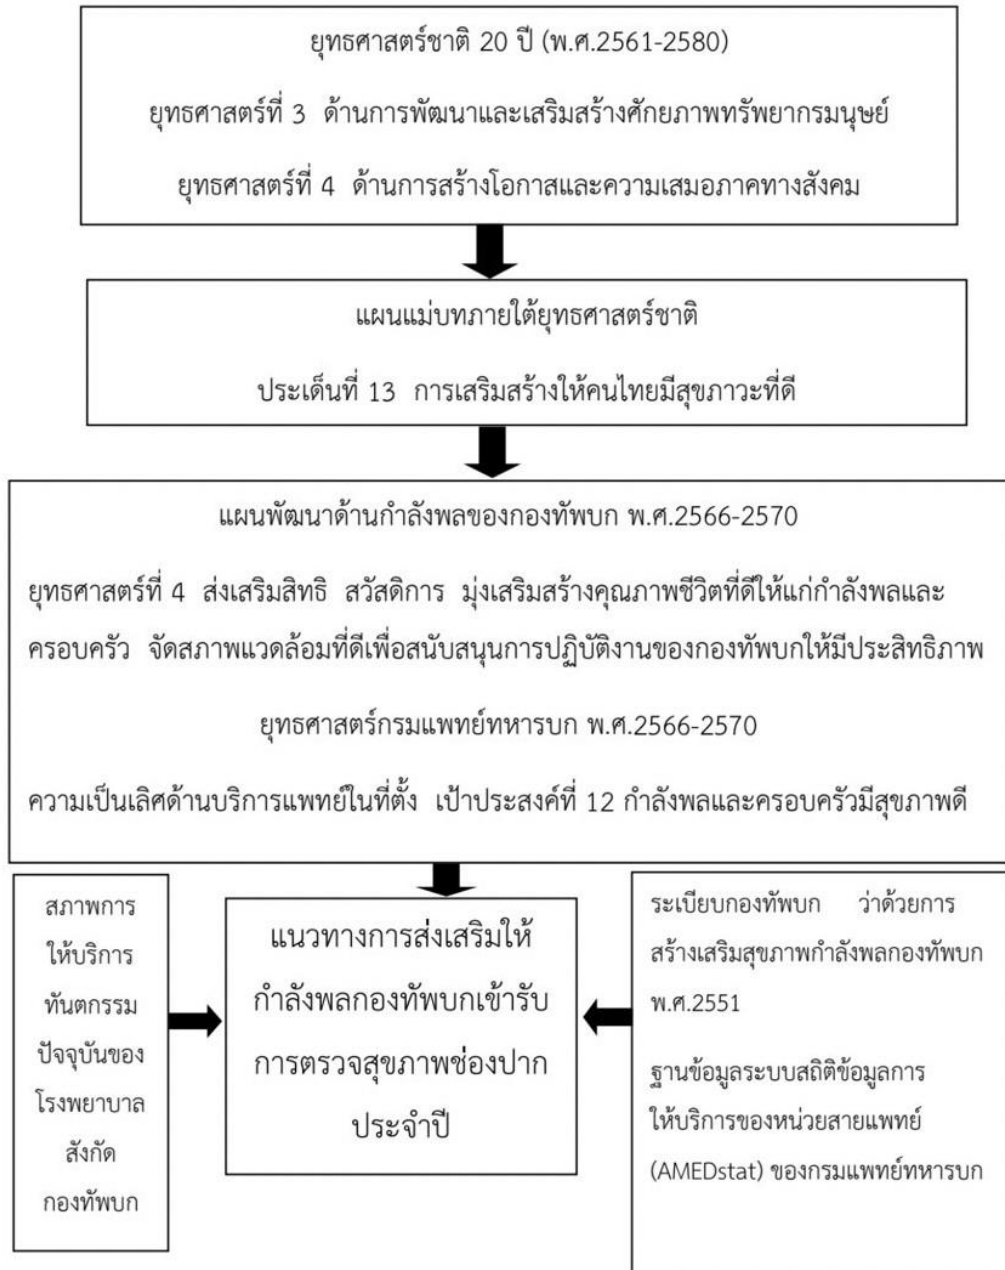 ยุทธศาสตร์ชาติ 20 ปี (พ.ศ.2561-2580)
ยุทธศาสตร์ที่ 3 ด้านการพัฒนาและเสริมสร้างศักยภาพทรัพยากรมนุษย์
ยุทธศาสตร์ที่ 4 ด้านการสร้างโอกาสและความเสมอภาคทางสังคม
แผนแม่บทภายใต้ยุทธศาสตร์ชาติ
ประเด็นที่ 13 การเสริมสร้างให้คนไทยมีสุขภาวะที่ดี
แผนพัฒนาด้านกำลังพลของกองทัพบก พ.ศ.2566-2570
ยุทธศาสตร์ที่ 4 ส่งเสริมสิทธิ สวัสดิการ มุ่งเสริมสร้างคุณภาพชีวิตที่ดีให้แก่กำลังพลและ
ครอบครัว จัดสภาพแวดล้อมที่ดีเพื่อสนับสนุนการปฏิบัติงานของกองทัพบกให้มีประสิทธิภาพ
ยุทธศาสตร์กรมแพทย์ทหารบก พ.ศ.2566-2570
ความเป็นเลิศด้านบริการแพทย์ในที่ตั้ง เป้าประสงค์ที่ 12 กำลังพลและครอบครัวมีสุขภาพดี
สภาพการ
ให้บริการ
ทันตกรรม
ปัจจุบันของ
โรงพยาบาล
สังกัด
กองทัพบก
แนวทางการส่งเสริมให้
กำลังพลกองทัพบกเข้ารับ
การตรวจสุขภาพช่องปาก
ประจำปี
ระเบียบกองทัพบก ว่าด้วยการ
สร้างเสริมสุขภาพกำลังพลกองทัพบก
พ.ศ.2551
ฐานข้อมูลระบบสถิติข้อมูลการ
ให้บริการของหน่วยสายแพทย์
(AMEDstat) ของกรมแพทย์ทหารบก